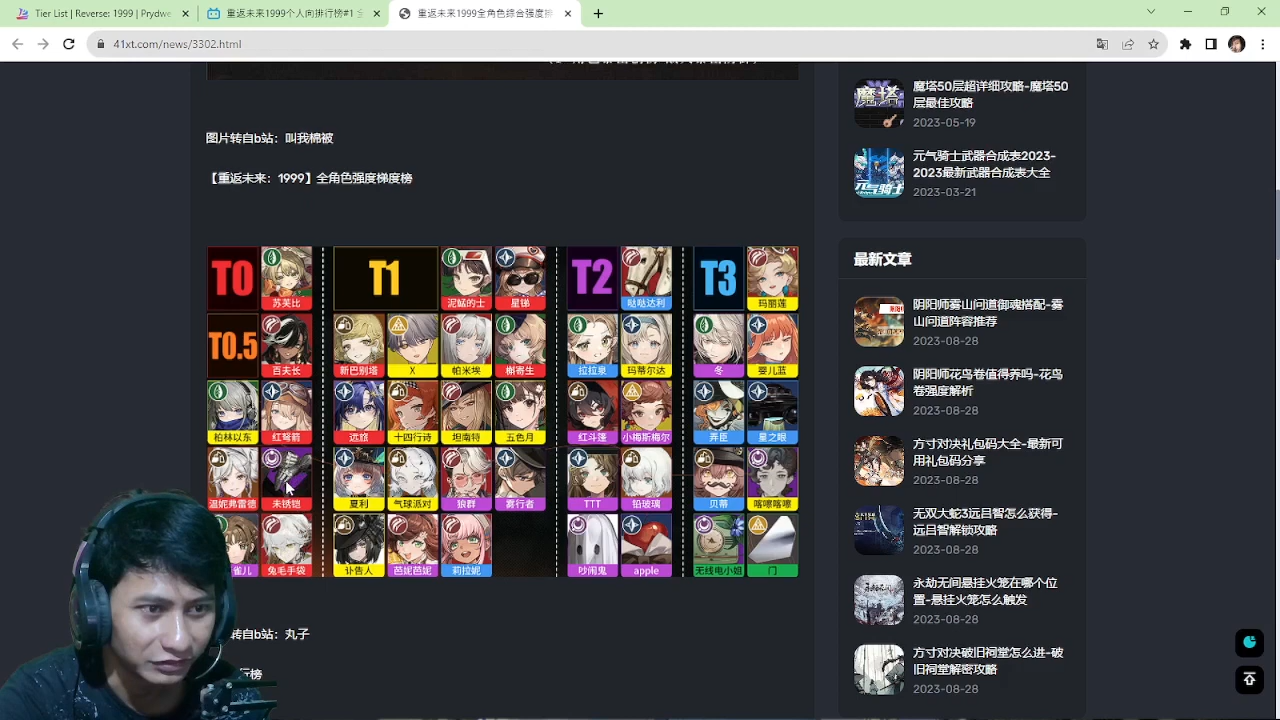 Tier List | Reverse: 1999 | Prydwe
重返未来1999个人向排行榜#1 全
重返未来1999全角色综合强度排
41xt.com/news/3302.html
图片转自b站：叫我棉被
【重返未来：1999】全角色强度梯度榜
T0
苏芙比
T1
泥鯭的士
星锑
T2
哒哒达利
T3
玛丽莲
T0.5
百夫长
新巴别塔
X
帕米埃
槲寄生
拉拉泉
玛蒂尔达
冬
婴儿蓝
柏林以东
红弩箭
远旅
十四行诗
坦南特
五色月
红斗篷
小梅斯梅尔
弄臣
星之眼
温妮弗雷德
未锈铠
夏利
气球派对
狼群
雾行者
TTT
铅玻璃
贝蒂
喀嚓喀嚓
雀儿
兔毛手袋
讣告人
芭妮芭妮
莉拉妮
吵闹鬼
apple
无线电小姐
门
转自b站：丸子
行榜
魔塔50层超详细攻略-魔塔50
层最佳攻略
2023-05-19
元气骑士武器合成表2023-
2023最新武器合成表大全
2023-03-21
最新文章
阴阳师蜃山问道御魂搭配-蜃
山问道阵容推荐
2023-08-28
阴阳师花鸟卷值得养吗-花鸟
卷强度解析
2023-08-28
方寸对决礼包码大全-最新可
用礼包码分享
2023-08-28
无双大蛇3远吕智怎么获得-
远吕智解锁攻略
2023-08-28
永劫无间悬挂火笼在哪个位
置-悬挂火笼怎么触发
2023-08-28
方寸对决破旧祠堂怎么进-破
旧祠堂解密攻略
2023-08-28